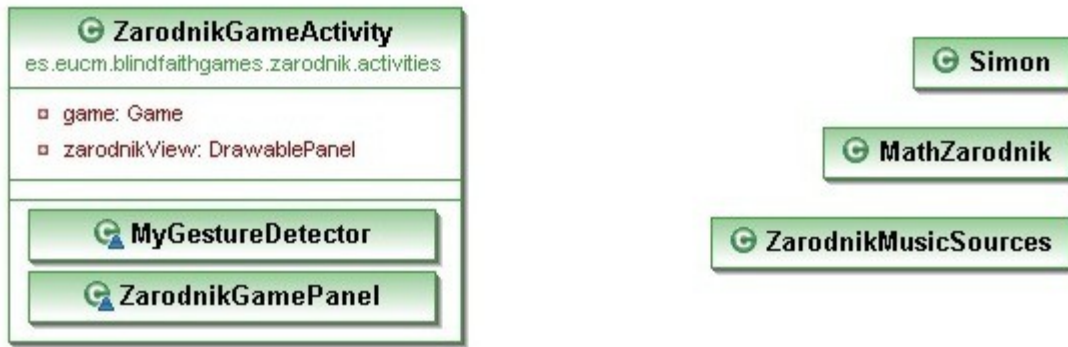 ZarodnikGameActivity
es.eucm.blindfaithgames.zarodnik.activities
game: Game
zarodnikView: DrawablePanel
MyGestureDetector
ZarodnikGamePanel
Simon
MathZarodnik
ZarodnikMusicSources